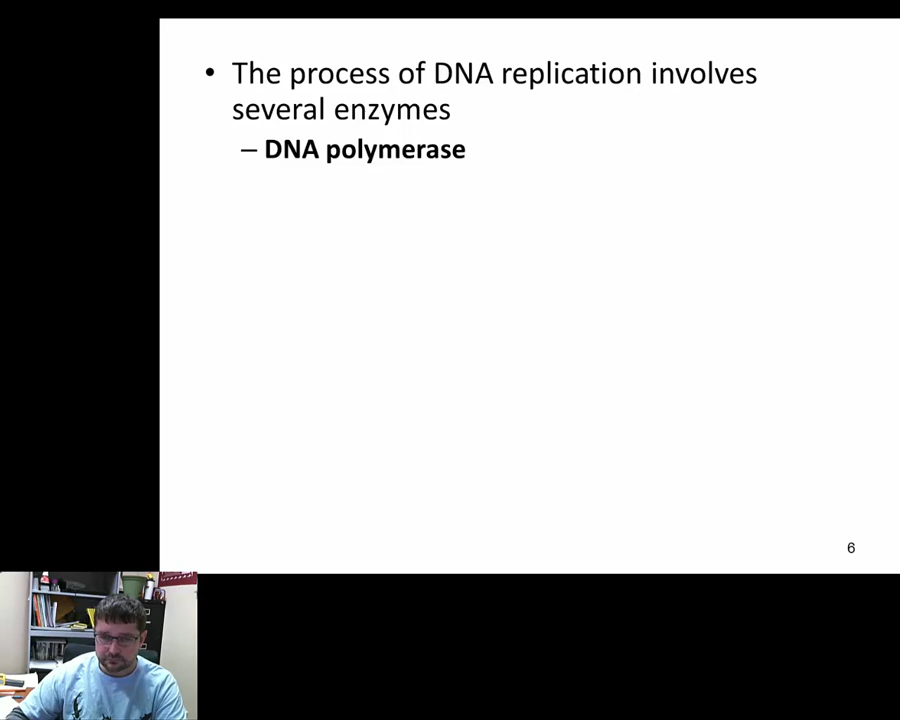 • The process of DNA replication involves
several enzymes
– DNA polymerase
6